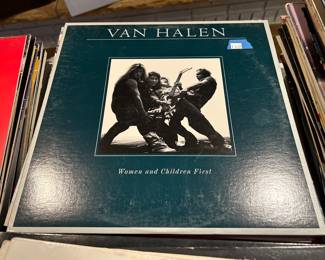 VAN HALEN
Women and Children First